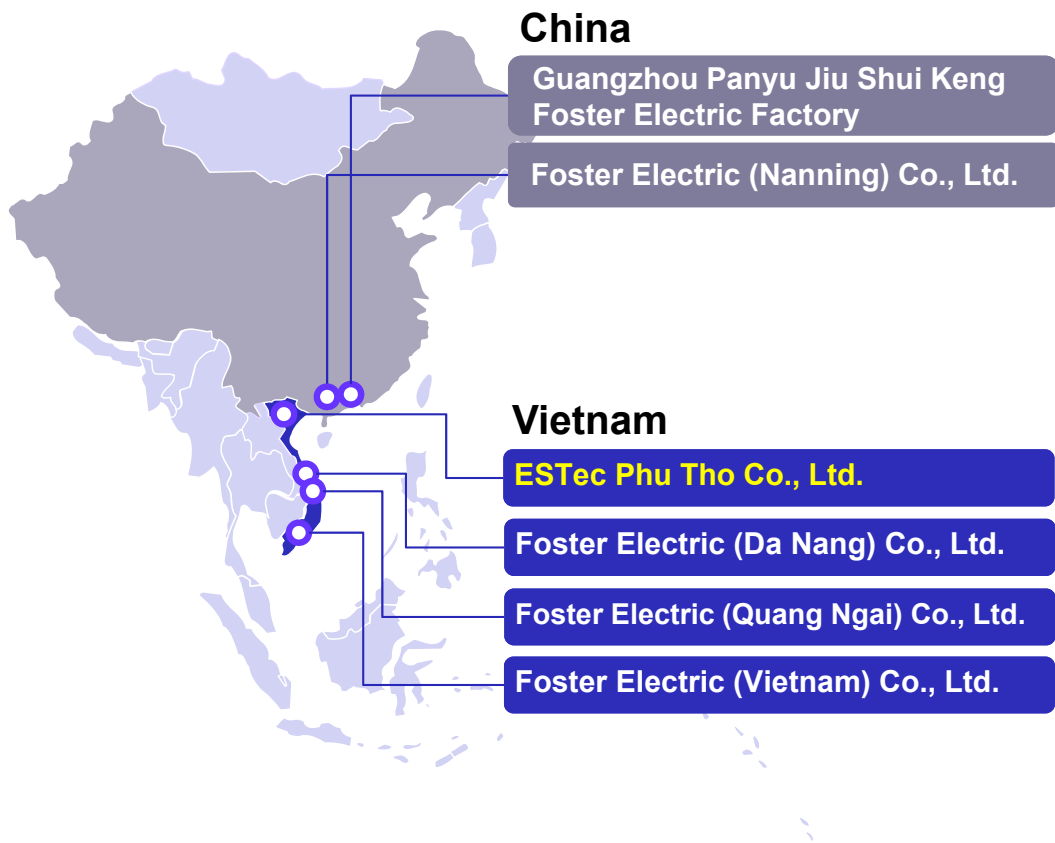 China
Guangzhou Panyu Jiu Shui Keng
Foster Electric Factory
Foster Electric (Nanning) Co., Ltd.
Vietnam
ESTec Phu Tho Co., Ltd.
Foster Electric (Da Nang) Co., Ltd.
Foster Electric (Quang Ngai) Co., Ltd.
Foster Electric (Vietnam) Co., Ltd.